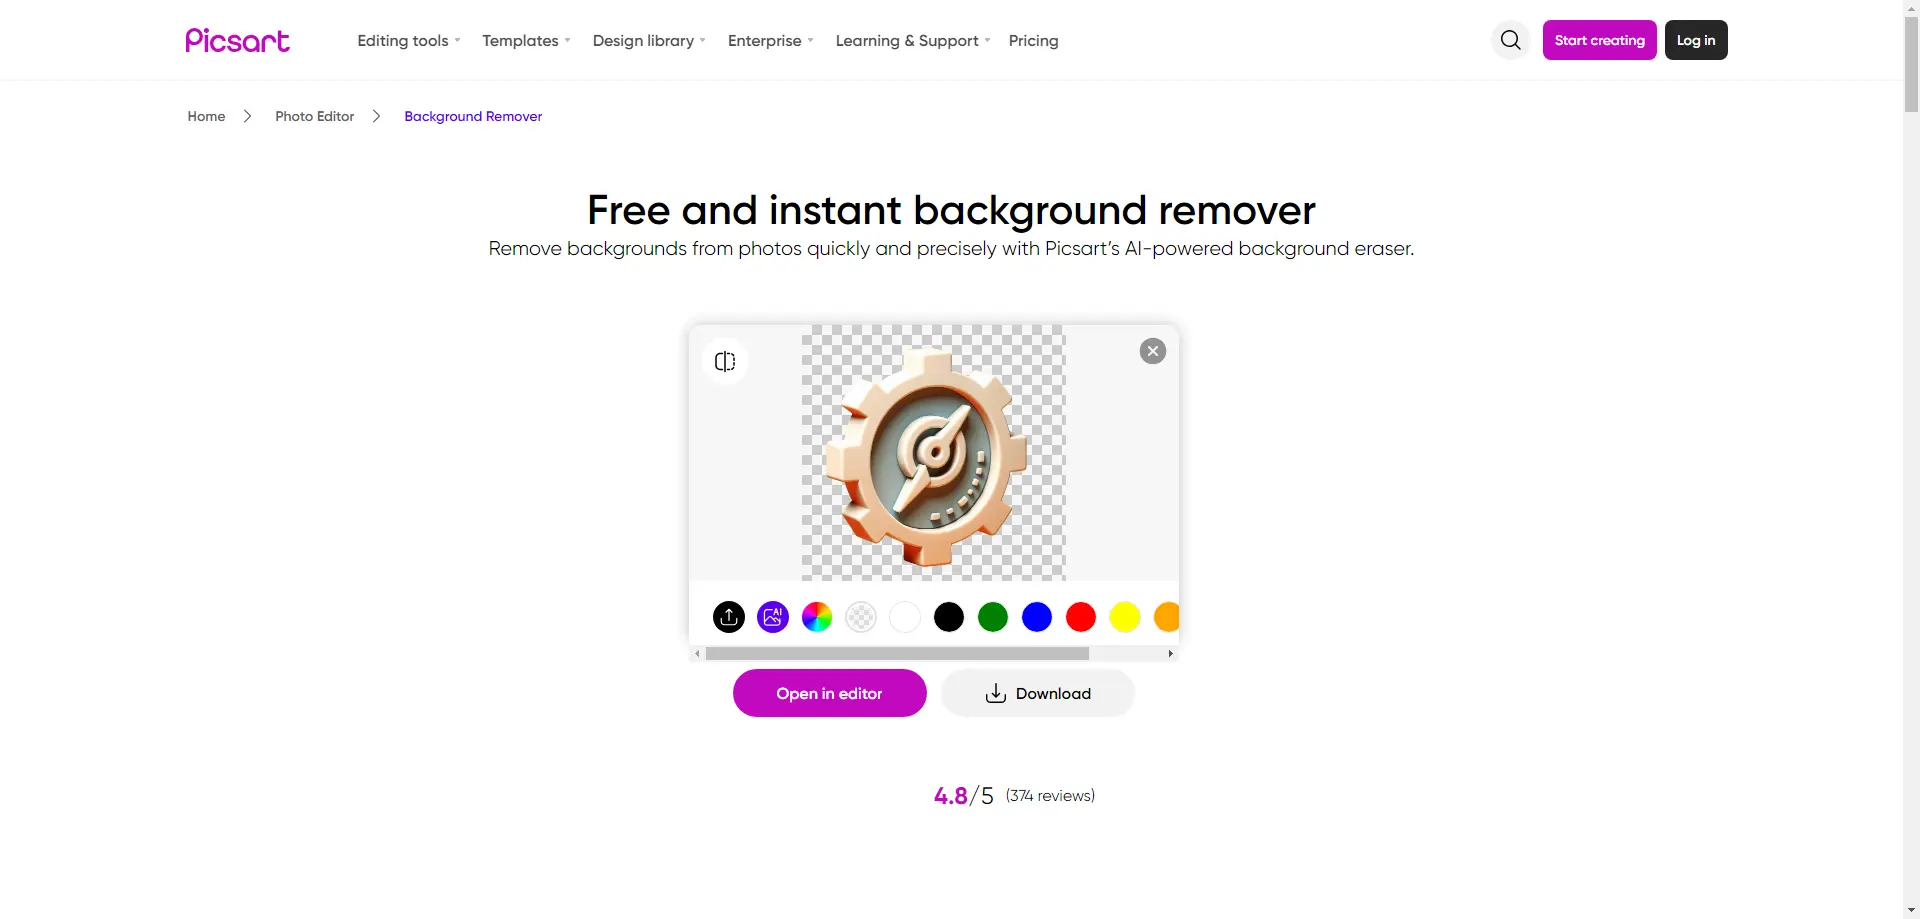 Picsart
Editing tools
Templates
Design library
Enterprise
Learning & Support
Pricing
Start creating
Log in
Home
Photo Editor
Background Remover
Free and instant background remover
Remove backgrounds from photos quickly and precisely with Picsart’s AI-powered background eraser.
AI
Open in editor
Download
4.8/5 (374 reviews)